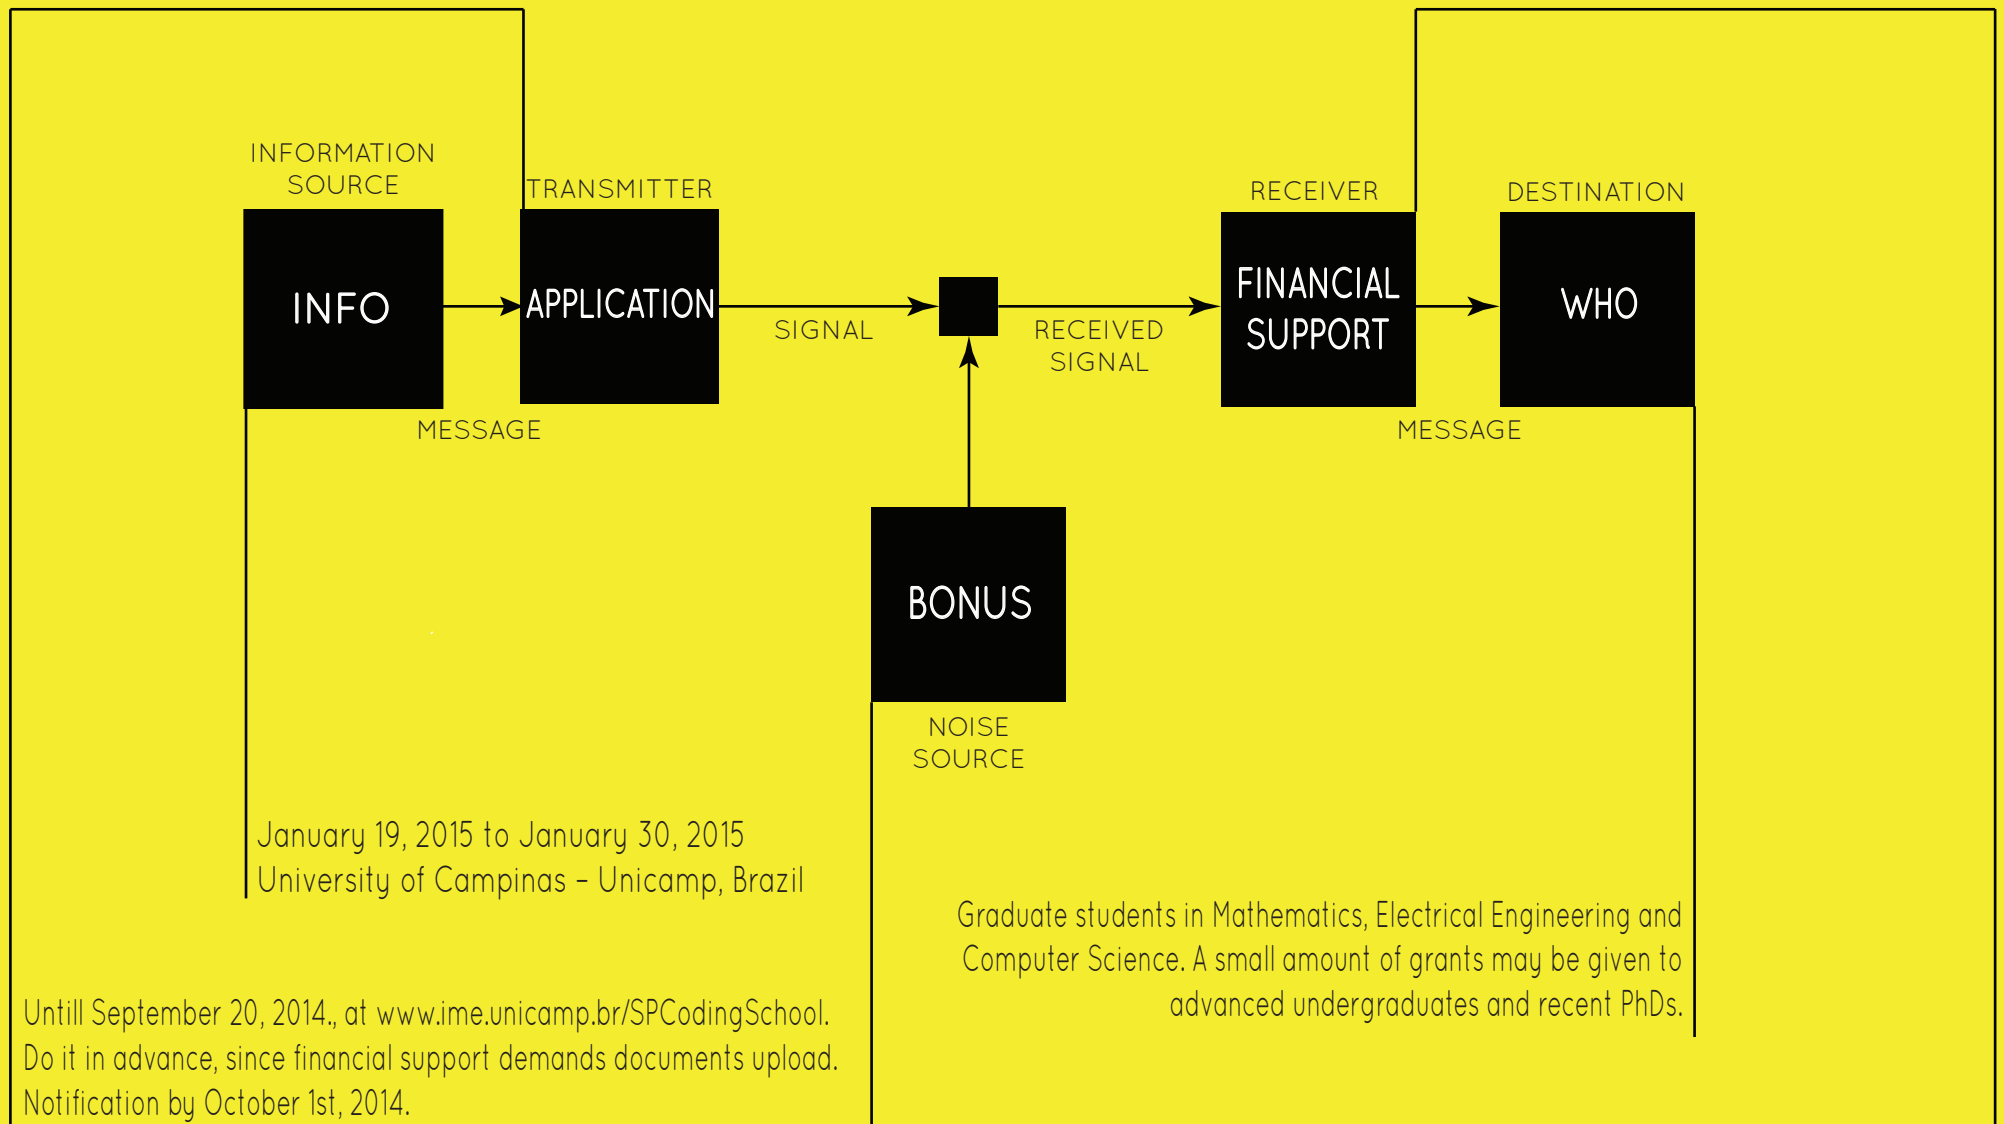 INFORMATION
SOURCE
TRANSMITTER
RECEIVER
DESTINATION
INFO
APPLICATION
FINANCIAL
SUPPORT
WHO
SIGNAL
RECEIVED
SIGNAL
MESSAGE
MESSAGE
BONUS
NOISE
SOURCE
January 19, 2015 to January 30, 2015
University of Campinas - Unicamp, Brazil
Graduate students in Mathematics, Electrical Engineering and
Computer Science. A small amount of grants may be given to
advanced undergraduates and recent PhDs.
Untill September 20, 2014., at www.ime.unicamp.br/SPCodingSchool.
Do it in advance, since financial support demands documents upload.
Notification by October 1st, 2014.